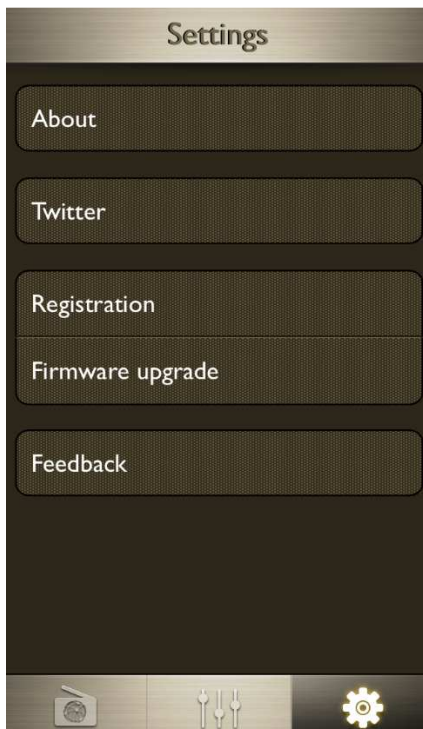 Settings
About
Twitter
Registration
Firmware upgrade
Feedback